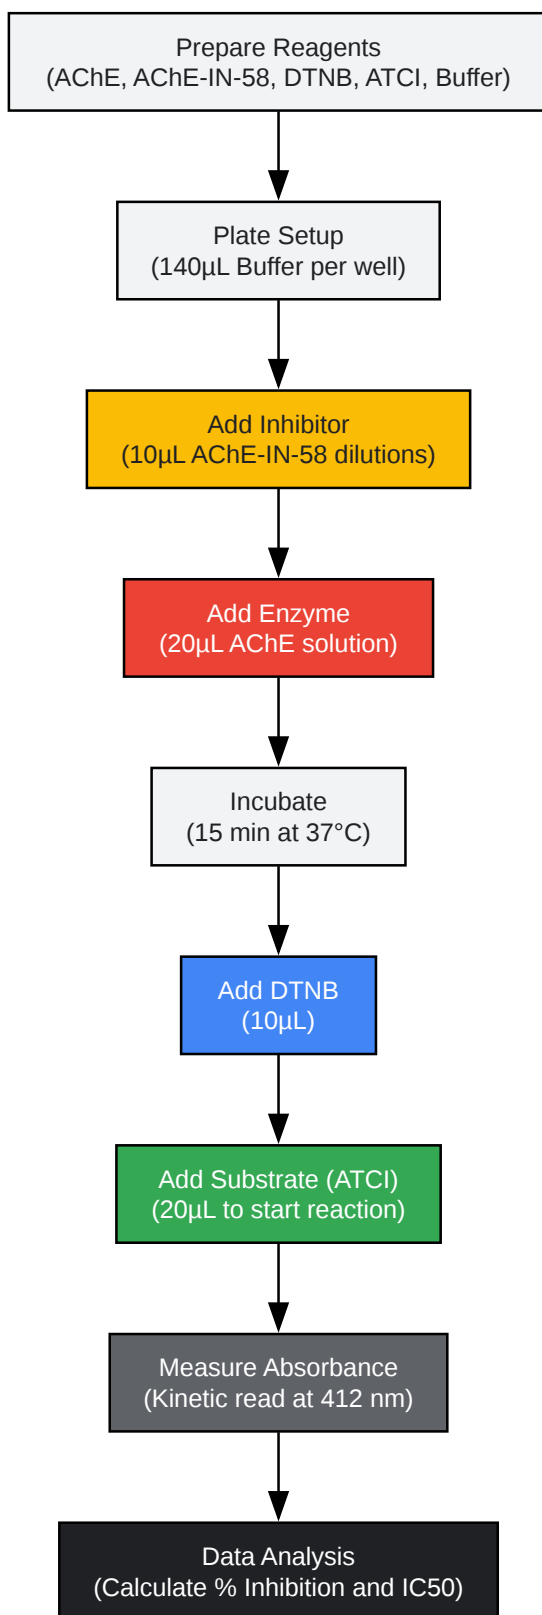 Prepare Reagents
(AChE, AChE-IN-58, DTNB, ATCI, Buffer)
Plate Setup
(140µL Buffer per well)
Add Inhibitor
(10µL AChE-IN-58 dilutions)
Add Enzyme
(20µL AChE solution)
Incubate
(15 min at 37°C)
Add DTNB
(10µL)
Add Substrate (ATCI)
(20µL to start reaction)
Measure Absorbance
(Kinetic read at 412 nm)
Data Analysis
(Calculate % Inhibition and IC50)